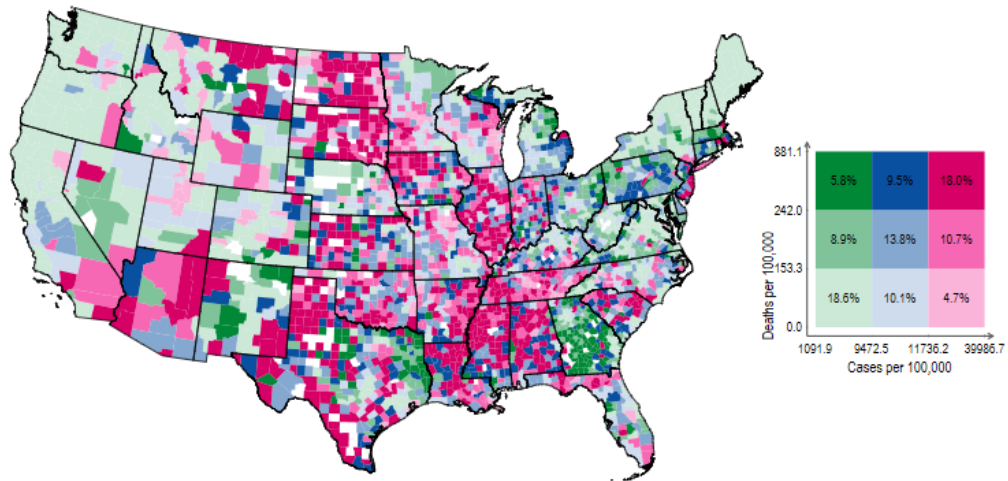 881.1
5.8% 9.5% 18.0%
242.0
8.9% 13.8% 10.7%
153.3
18.6% 10.1% 4.7%
0.0
Deaths per 100,000
1091.9 9472.5 11736.2 39986.7
Cases per 100,000